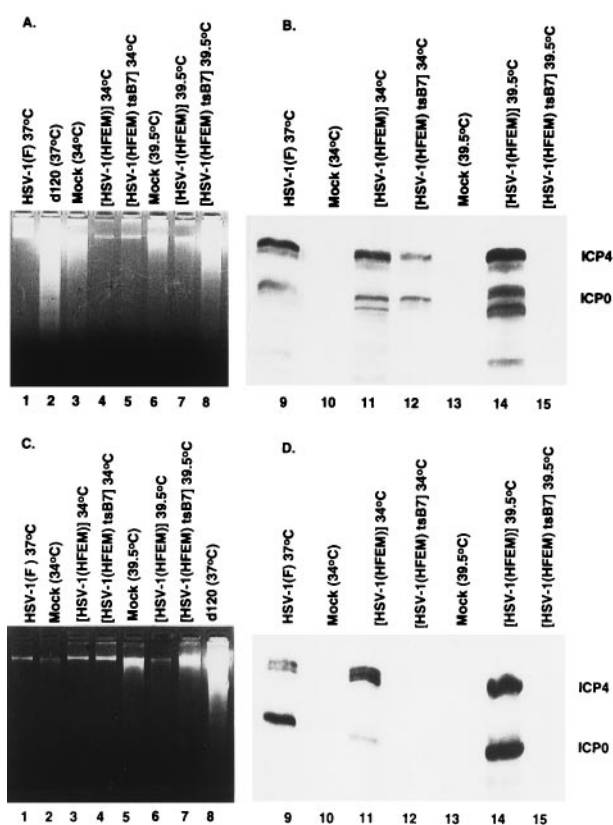 A.
HSV-1(F) 37°C
d120 (37°C)
Mock (34°C)
[HSV-1(HFEM)] 34°C
[HSV-1(HFEM) tsB7] 34°C
Mock (39.5°C)
[HSV-1(HFEM)] 39.5°C
[HSV-1(HFEM) tsB7] 39.5°C
1 2 3 4 5 6 7 8
B.
HSV-1(F) 37°C
Mock (34°C)
[HSV-1(HFEM)] 34°C
[HSV-1(HFEM) tsB7] 34°C
Mock (39.5°C)
[HSV-1(HFEM)] 39.5°C
[HSV-1(HFEM) tsB7] 39.5°C
ICP4
ICP0
9 10 11 12 13 14 15
C.
HSV-1(F) 37°C
Mock (34°C)
[HSV-1(HFEM)] 34°C
[HSV-1(HFEM) tsB7] 34°C
Mock (39.5°C)
[HSV-1(HFEM)] 39.5°C
[HSV-1(HFEM) tsB7] 39.5°C
d120 (37°C)
1 2 3 4 5 6 7 8
D.
HSV-1(F) 37°C
Mock (34°C)
[HSV-1(HFEM)] 34°C
[HSV-1(HFEM) tsB7] 34°C
Mock (39.5°C)
[HSV-1(HFEM)] 39.5°C
[HSV-1(HFEM) tsB7] 39.5°C
ICP4
ICP0
9 10 11 12 13 14 15